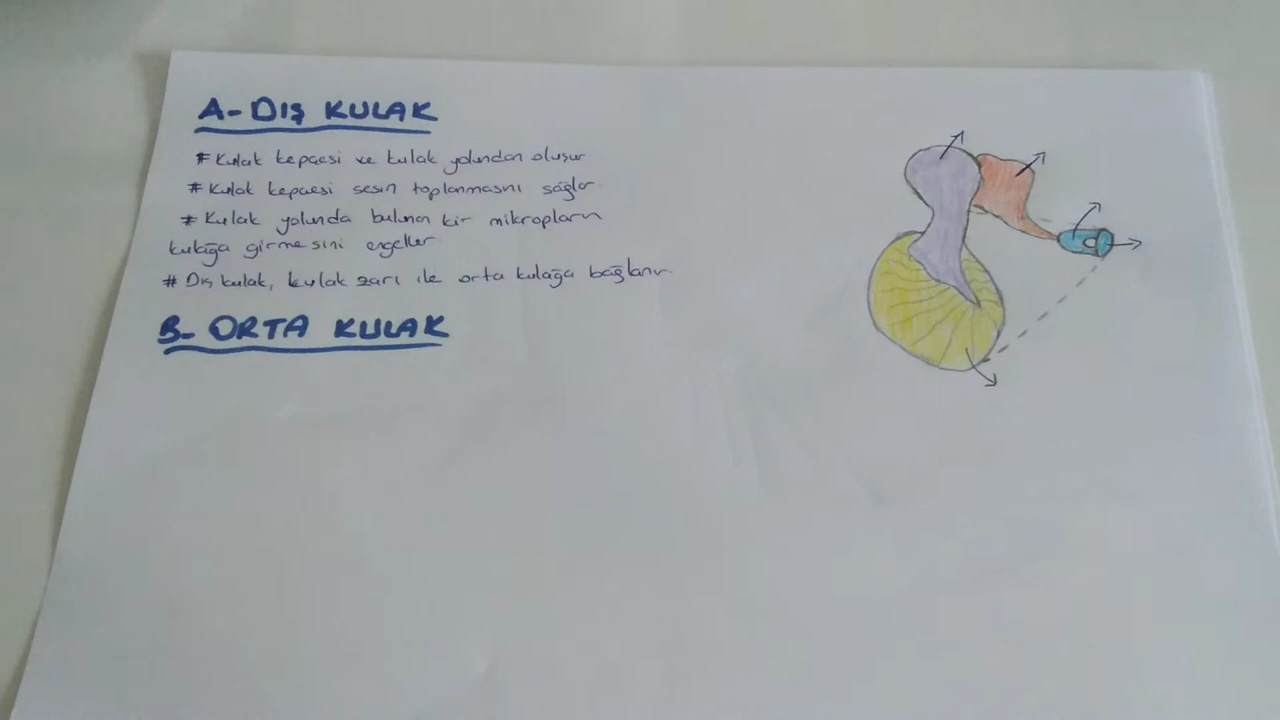 A- DIŞ KULAK
# Kulak kepçesi ve kulak yolundan oluşur
# Kulak kepçesi sesin toplanmasını sağlar
# Kulak yolunda bulunan kir mikropların
kulağa girmesini engeller
# Dış kulak, kulak zarı ile orta kulağa bağlanır
B- ORTA KULAK